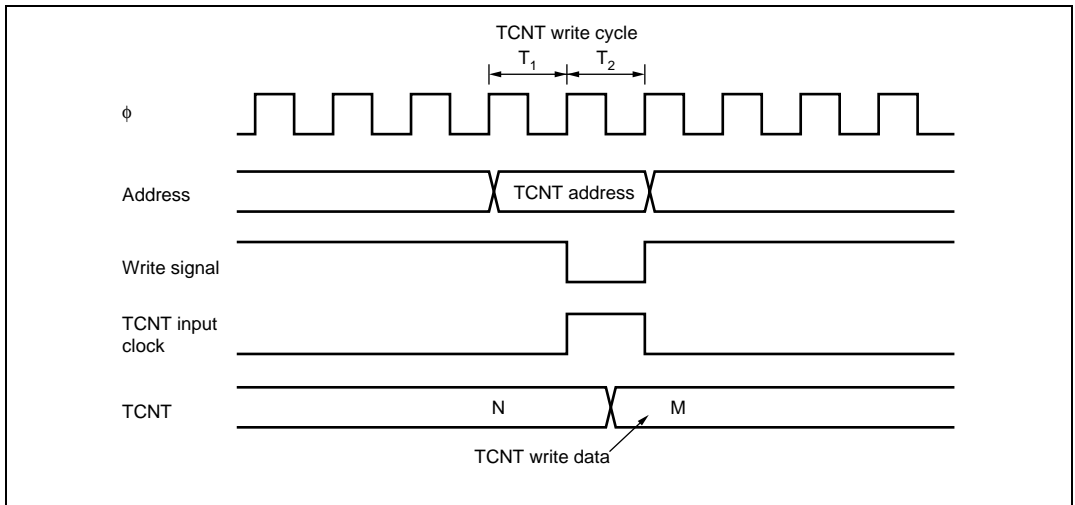 TCNT write cycle
T1 T2
ϕ
Address
TCNT address
Write signal
TCNT input
clock
TCNT
N
M
TCNT write data